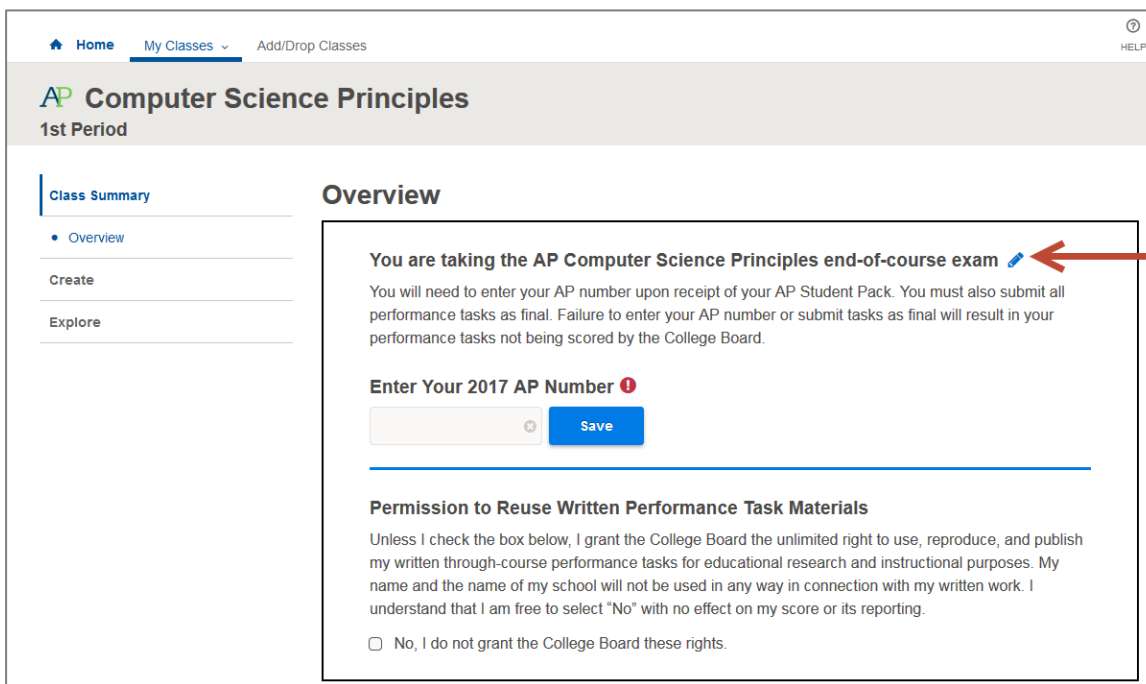 Home My Classes Add/Drop Classes
HELP
AP Computer Science Principles
1st Period
Class Summary
Overview
Create
Explore
Overview
You are taking the AP Computer Science Principles end-of-course exam
You will need to enter your AP number upon receipt of your AP Student Pack. You must also submit all
performance tasks as final. Failure to enter your AP number or submit tasks as final will result in your
performance tasks not being scored by the College Board.
Enter Your 2017 AP Number
Save
Permission to Reuse Written Performance Task Materials
Unless I check the box below, I grant the College Board the unlimited right to use, reproduce, and publish
my written through-course performance tasks for educational research and instructional purposes. My
name and the name of my school will not be used in any way in connection with my written work. I
understand that I am free to select “No” with no effect on my score or its reporting.
No, I do not grant the College Board these rights.